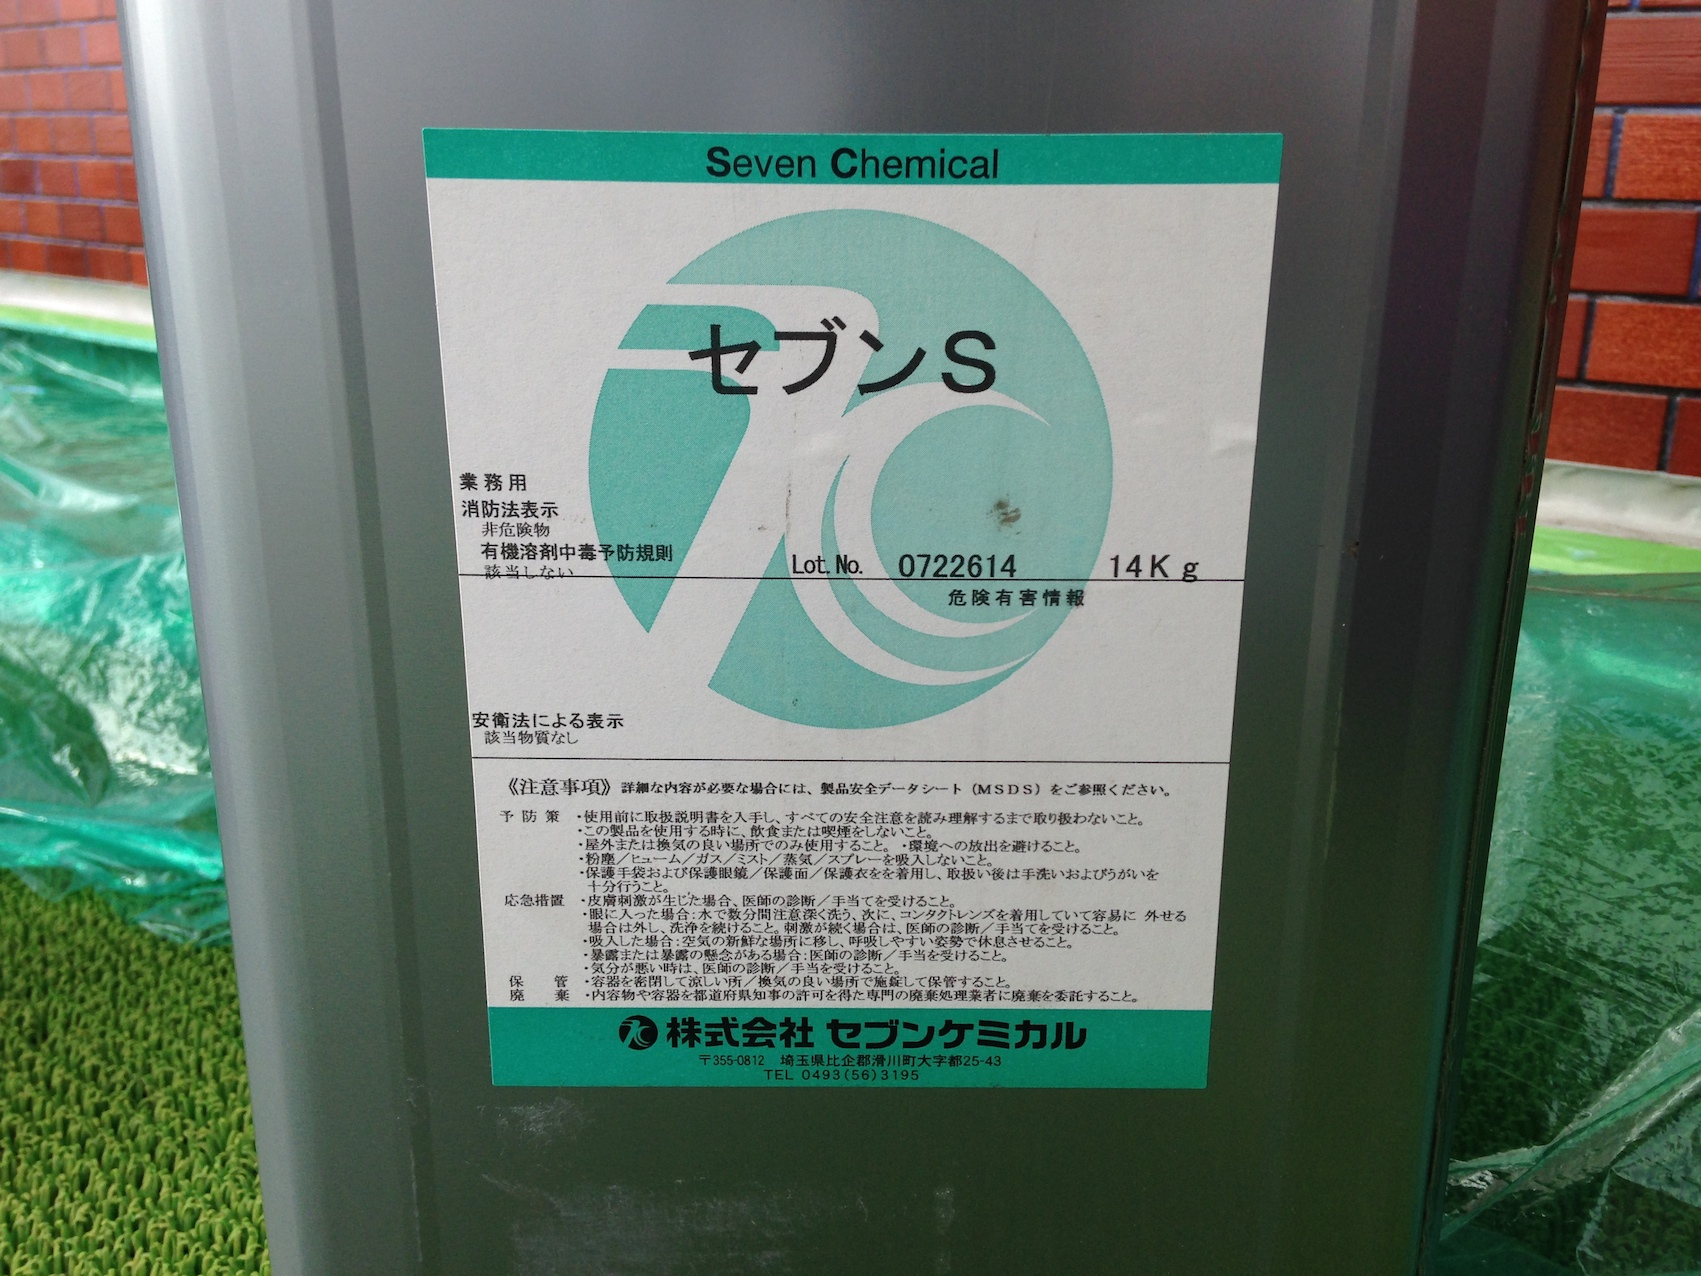 Seven Chemical
セブンS
業務用
消防法表示
非危険物
有機溶剤中毒予防規則
該当しない
Lot.No. 0722614 14Kg
危険有害情報
安衛法による表示
該当物質なし
《注意事項》詳細な内容が必要な場合には、製品安全データシート（MSDS）をご参照ください。
予防策 ・使用前に取扱説明書を入手し、すべての安全注意を読み理解するまで取り扱わないこと。
・この製品を使用する時に、飲食または喫煙をしないこと。
・屋外または換気の良い場所でのみ使用すること。 ・環境への放出を避けること。
・粉塵／ヒューム／ガス／ミスト／蒸気／スプレーを吸入しないこと。
・保護手袋および保護眼鏡／保護面／保護衣をを着用し、取扱い後は手洗いおよびうがいを
十分行うこと。
応急措置 ・皮膚刺激が生じた場合、医師の診断／手当てを受けること。
・眼に入った場合：水で数分間注意深く洗う、次に、コンタクトレンズを着用していて容易に 外せる
場合は外し、洗浄を続けること。刺激が続く場合は、医師の診断／手当てを受けること。
・吸入した場合：空気の新鮮な場所に移し、呼吸しやすい姿勢で休息させること。
・暴露または暴露の懸念がある場合：医師の診断／手当を受けること。
・気分が悪い時は、医師の診断／手当を受けること。
保管 ・容器を密閉して涼しい所／換気の良い場所で施錠して保管すること。
廃棄 ・内容物や容器を都道府県知事の許可を得た専門の廃棄処理業者に廃棄を委託すること。
株式会社 セブンケミカル
〒355-0812 埼玉県比企郡滑川町大字都25-43
TEL 0493(56)3195